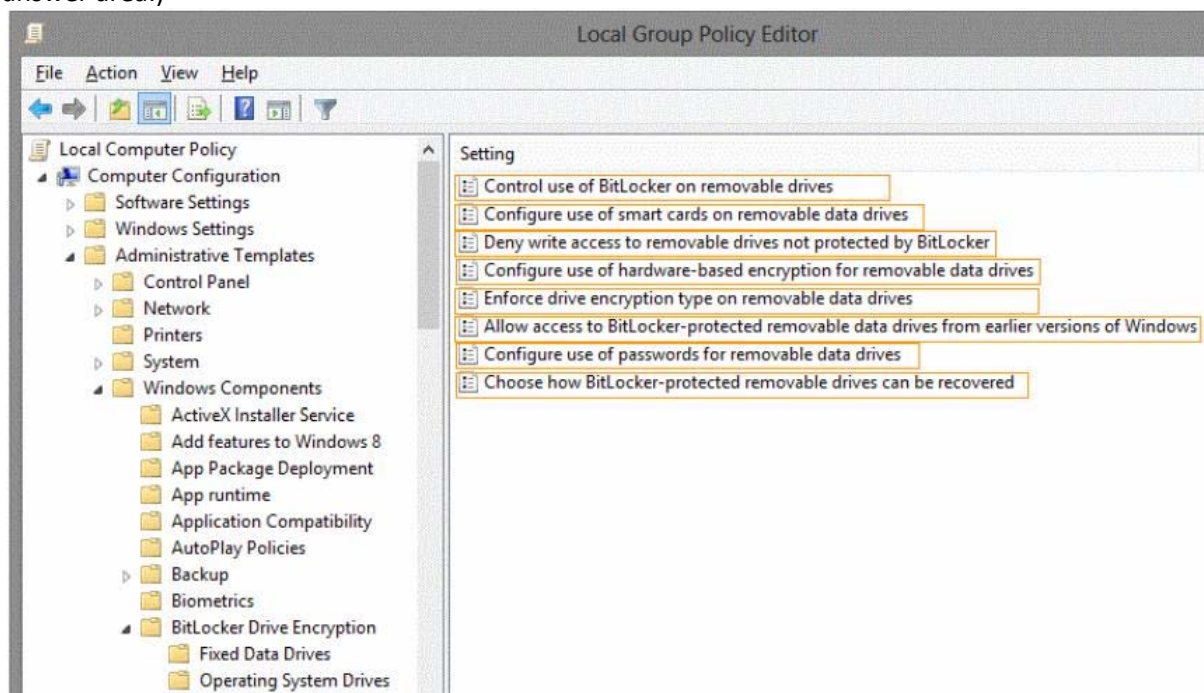 answer area.)
Local Group Policy Editor
File Action View Help
Local Computer Policy
Computer Configuration
Software Settings
Windows Settings
Administrative Templates
Control Panel
Network
Printers
System
Windows Components
ActiveX Installer Service
Add features to Windows 8
App Package Deployment
App runtime
Application Compatibility
AutoPlay Policies
Backup
Biometrics
BitLocker Drive Encryption
Fixed Data Drives
Operating System Drives
Setting
Control use of BitLocker on removable drives
Configure use of smart cards on removable data drives
Deny write access to removable drives not protected by BitLocker
Configure use of hardware-based encryption for removable data drives
Enforce drive encryption type on removable data drives
Allow access to BitLocker-protected removable data drives from earlier versions of Windows
Configure use of passwords for removable data drives
Choose how BitLocker-protected removable drives can be recovered